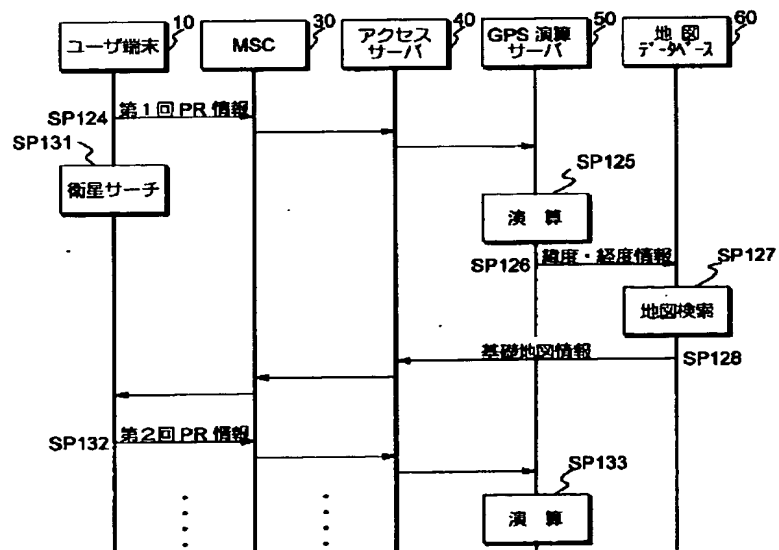 10
ユーザ端末
30
MSC
40
アクセス
サーバ
50
GPS 演算
サーバ
60
地図
データベース
SP124
第1回 PR 情報
SP131
衛星サーチ
SP125
演 算
SP126
緯度・経度情報
SP127
地図検索
基礎地図情報
SP128
SP132
第2回 PR 情報
SP133
演 算